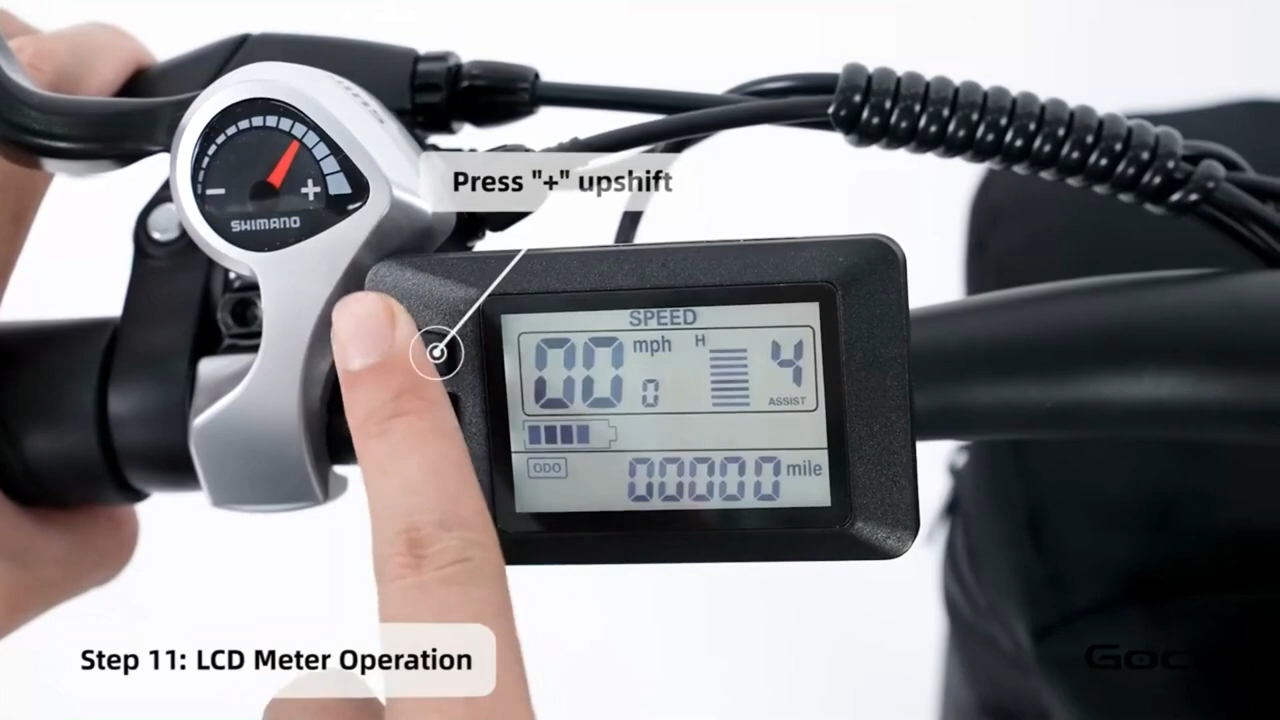 − +
SHIMANO
Press "+" upshift
SPEED
00 mph 0 H 4
ASSIST
ODO 00000 mile
Step 11: LCD Meter Operation